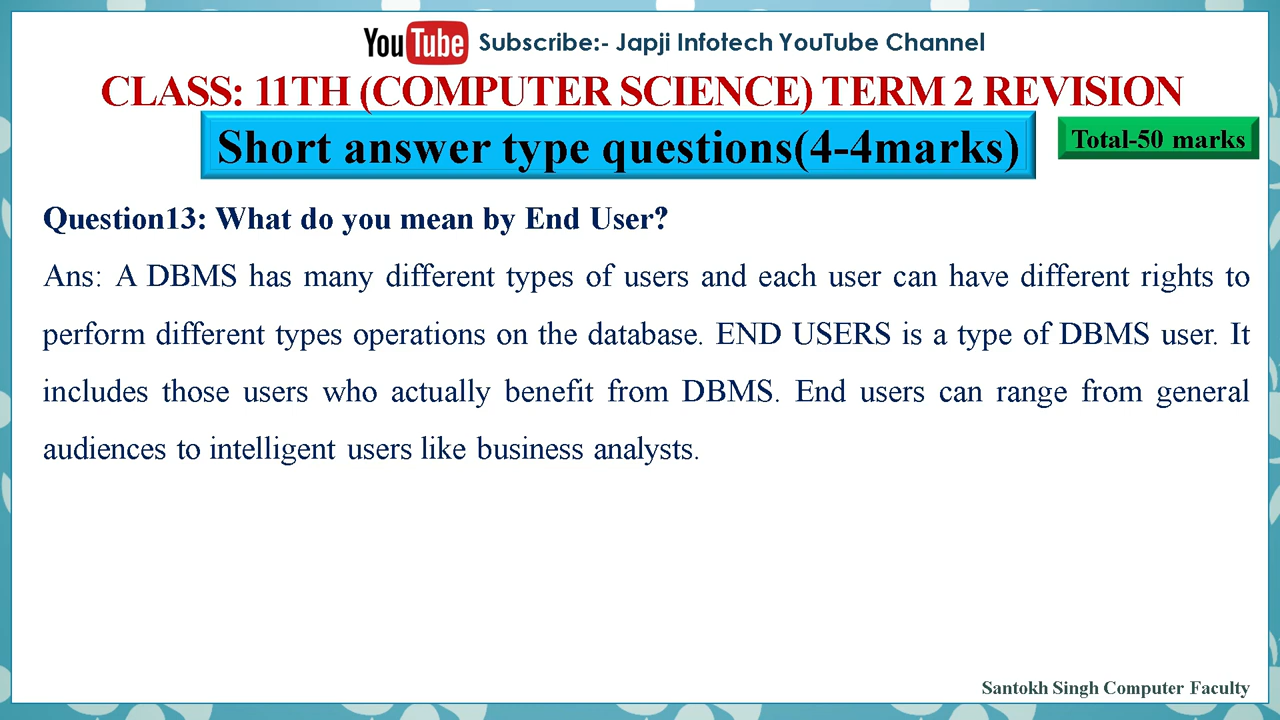 YouTube Subscribe:- Japji Infotech YouTube Channel
CLASS: 11TH (COMPUTER SCIENCE) TERM 2 REVISION
Short answer type questions(4-4marks)
Total-50 marks
Question13: What do you mean by End User?
Ans: A DBMS has many different types of users and each user can have different rights to
perform different types operations on the database. END USERS is a type of DBMS user. It
includes those users who actually benefit from DBMS. End users can range from general
audiences to intelligent users like business analysts.
Santokh Singh Computer Faculty